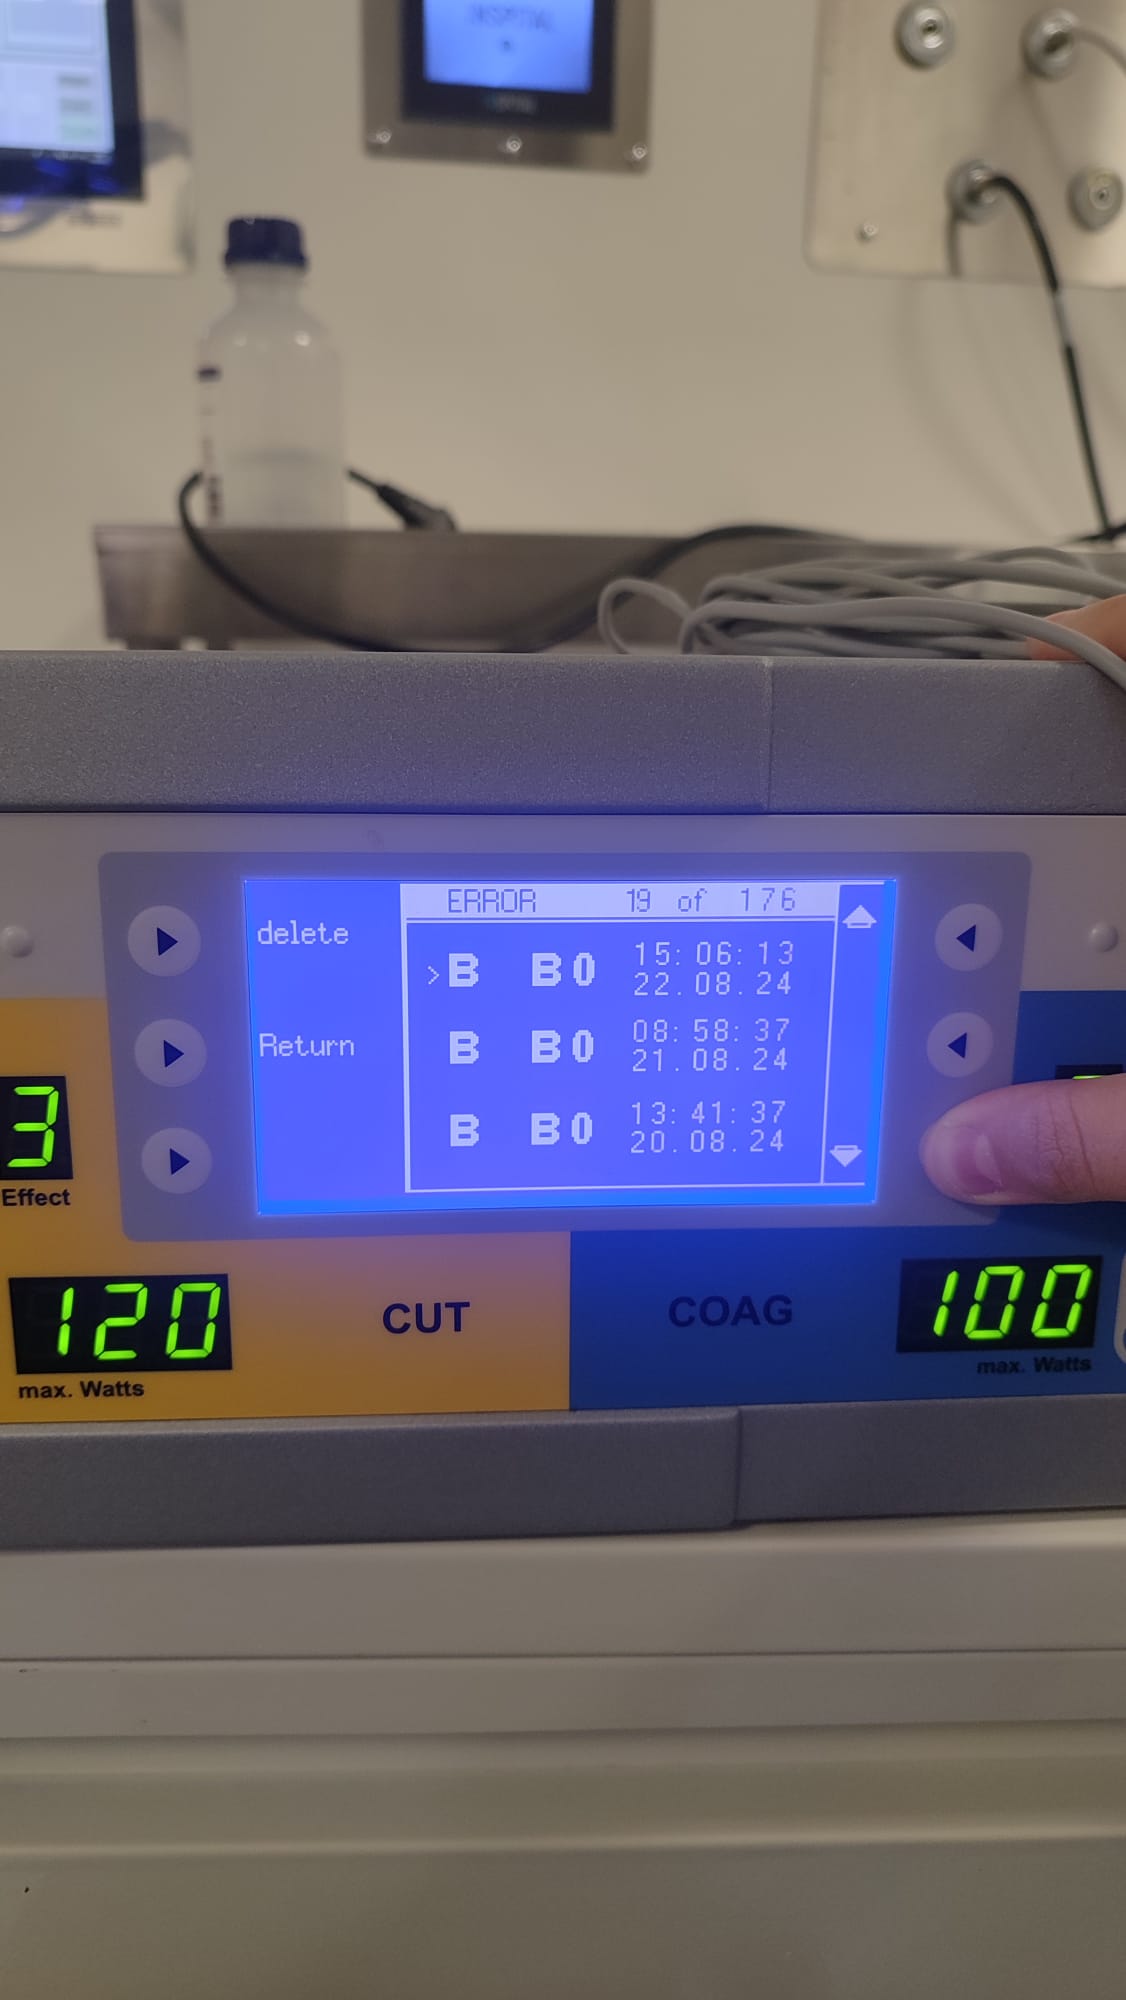 delete
Return
ERROR 19 of 176
>B B0 15:06:13
22.08.24
B B0 08:58:37
21.08.24
B B0 13:41:37
20.08.24
3
Effect
120
max. Watts
CUT
COAG
100
max. Watts